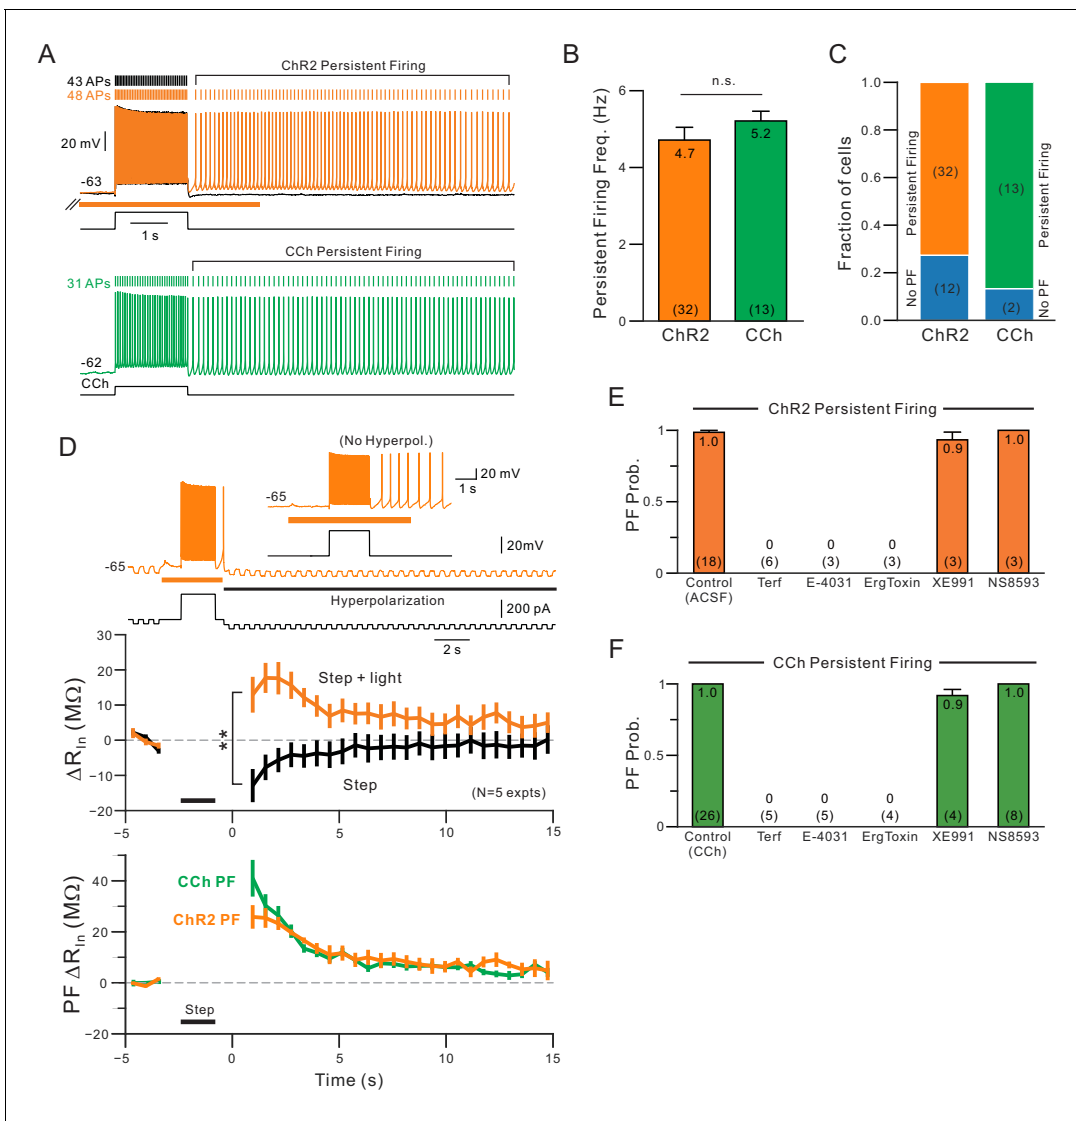 A
ChR2 Persistent Firing
43 APs
48 APs
20 mV
-63
1 s
CCh Persistent Firing
31 APs
-62
CCh
B
n.s.
Persistent Firing Freq. (Hz)
6
4
2
0
4.7
5.2
(32)
(13)
ChR2
CCh
C
Fraction of cells
1.0
0.8
0.6
0.4
0.2
0.0
Persistent Firing
No PF
(32)
(12)
(13)
(2)
Persistent Firing
No PF
ChR2
CCh
D
(No Hyperpol.)
20 mV
1 s
-65
20mV
-65
Hyperpolarization
200 pA
2 s
ΔRIn (MΩ)
30
20
10
0
−10
−20
Step + light
**
Step
(N=5 expts)
−5
0
5
10
15
PF ΔRIn (MΩ)
40
20
0
−20
CCh PF
ChR2 PF
Step
−5
0
5
10
15
Time (s)
E
ChR2 Persistent Firing
PF Prob.
1
0.5
0
1.0
0
0
0
0.9
1.0
(18)
(6)
(3)
(3)
(3)
(3)
Control
(ACSF)
Terf
E-4031
ErgToxin
XE991
NS8593
F
CCh Persistent Firing
PF Prob.
1
0.5
0
1.0
0
0
0
0.9
1.0
(26)
(5)
(5)
(4)
(4)
(8)
Control
(CCh)
Terf
E-4031
ErgToxin
XE991
NS8593